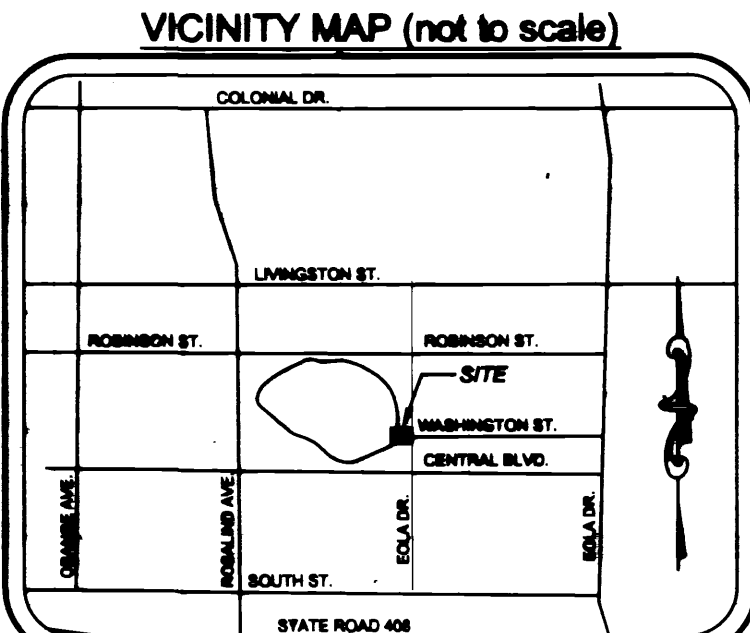 VICINITY MAP (not to scale)
COLONIAL DR.
LIVINGSTON ST.
ROBINSON ST.
ROBINSON ST.
SITE
WASHINGTON ST.
CENTRAL BLVD.
ORANGE AVE.
ROSALIND AVE.
EOLA DR.
EOLA DR.
SOUTH ST.
STATE ROAD 408